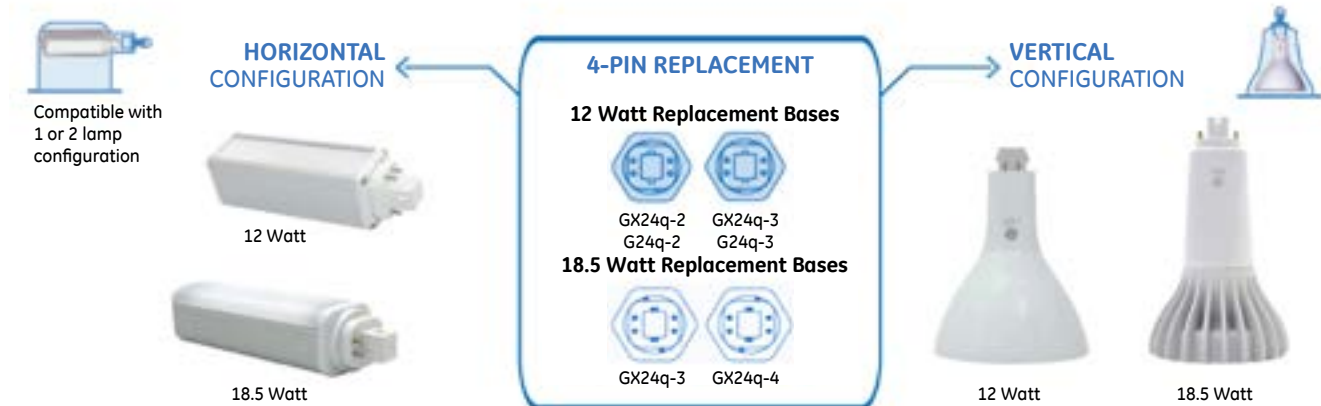 HORIZONTAL
CONFIGURATION
Compatible with
1 or 2 lamp
configuration
12 Watt
18.5 Watt
4-PIN REPLACEMENT
12 Watt Replacement Bases
GX24q-2 GX24q-3
G24q-2 G24q-3
18.5 Watt Replacement Bases
GX24q-3 GX24q-4
VERTICAL
CONFIGURATION
12 Watt 18.5 Watt